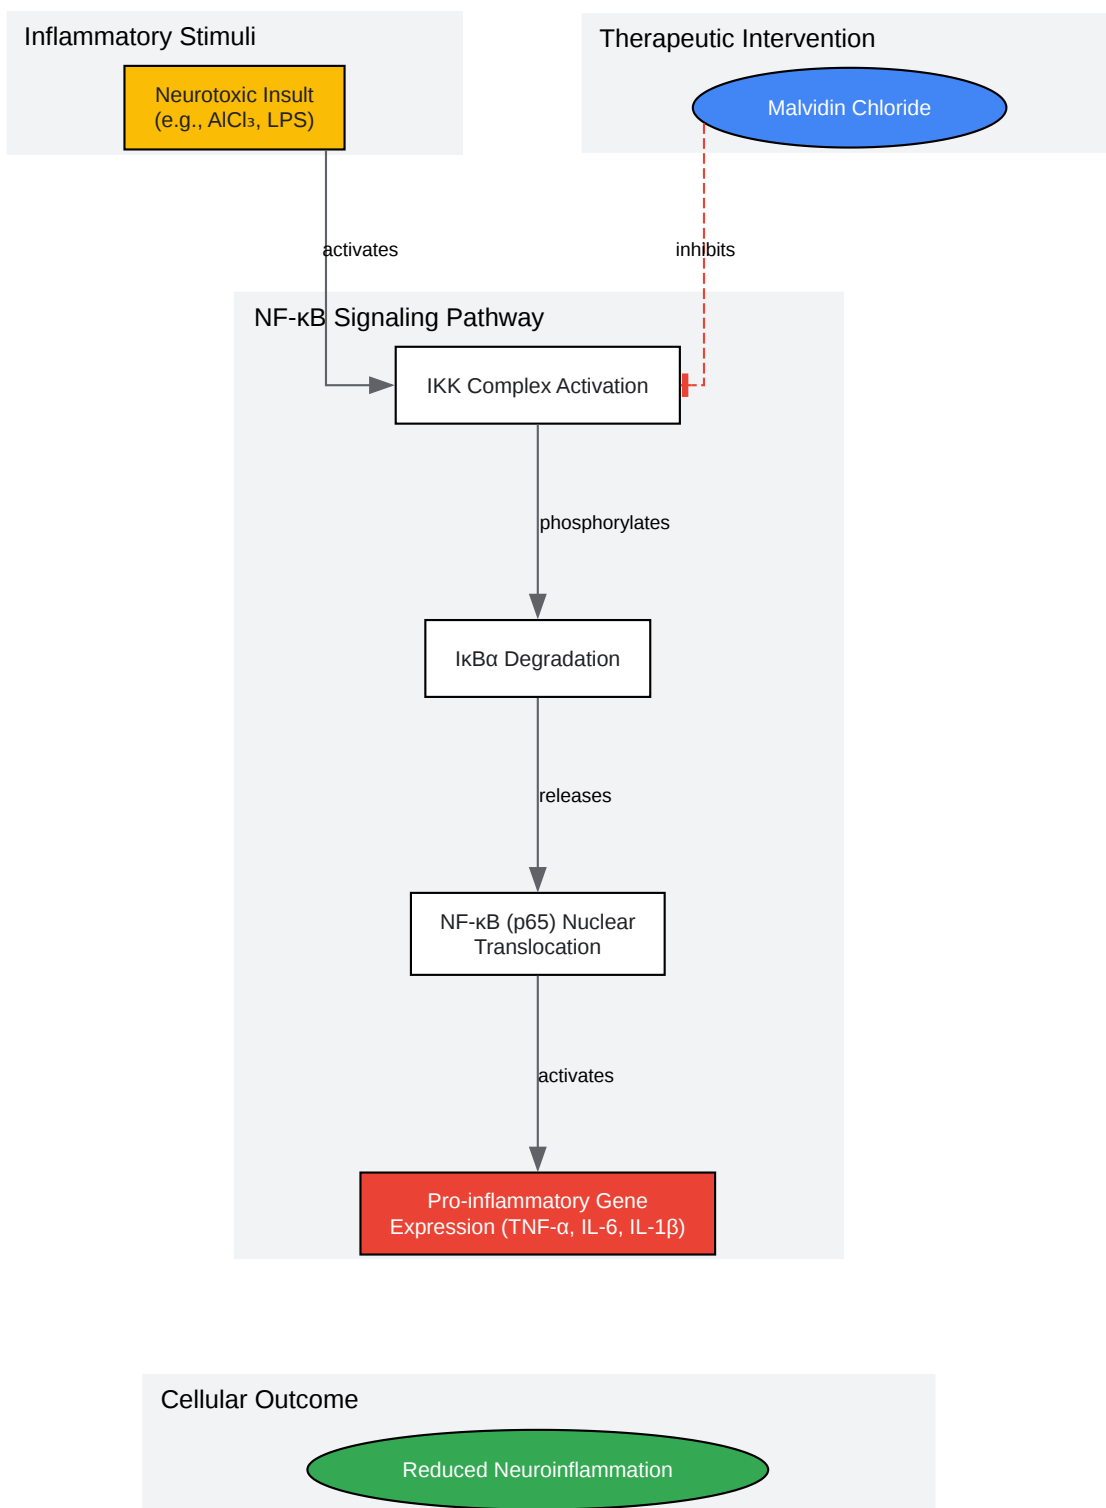 Inflammatory Stimuli
Neurotoxic Insult
(e.g., AlCl₃, LPS)
Therapeutic Intervention
Malvidin Chloride
activates
inhibits
NF-κB Signaling Pathway
IKK Complex Activation
phosphorylates
IκBα Degradation
releases
NF-κB (p65) Nuclear
Translocation
activates
Pro-inflammatory Gene
Expression (TNF-α, IL-6, IL-1β)
Cellular Outcome
Reduced Neuroinflammation